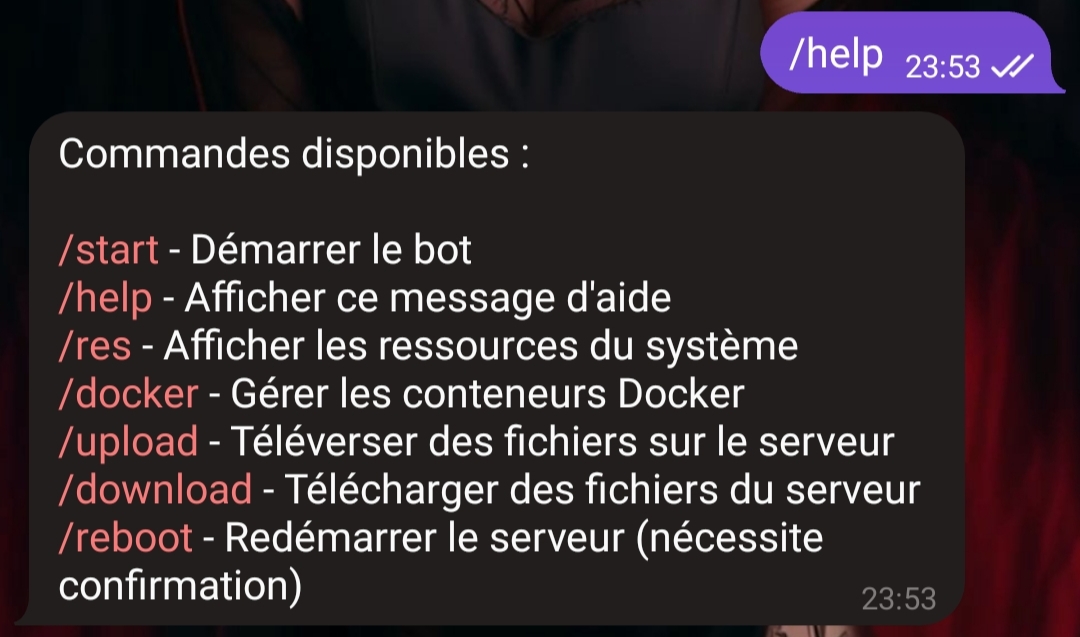 /help 23:53
Commandes disponibles :
/start - Démarrer le bot
/help - Afficher ce message d'aide
/res - Afficher les ressources du système
/docker - Gérer les conteneurs Docker
/upload - Téléverser des fichiers sur le serveur
/download - Télécharger des fichiers du serveur
/reboot - Redémarrer le serveur (nécessite
confirmation)
23:53